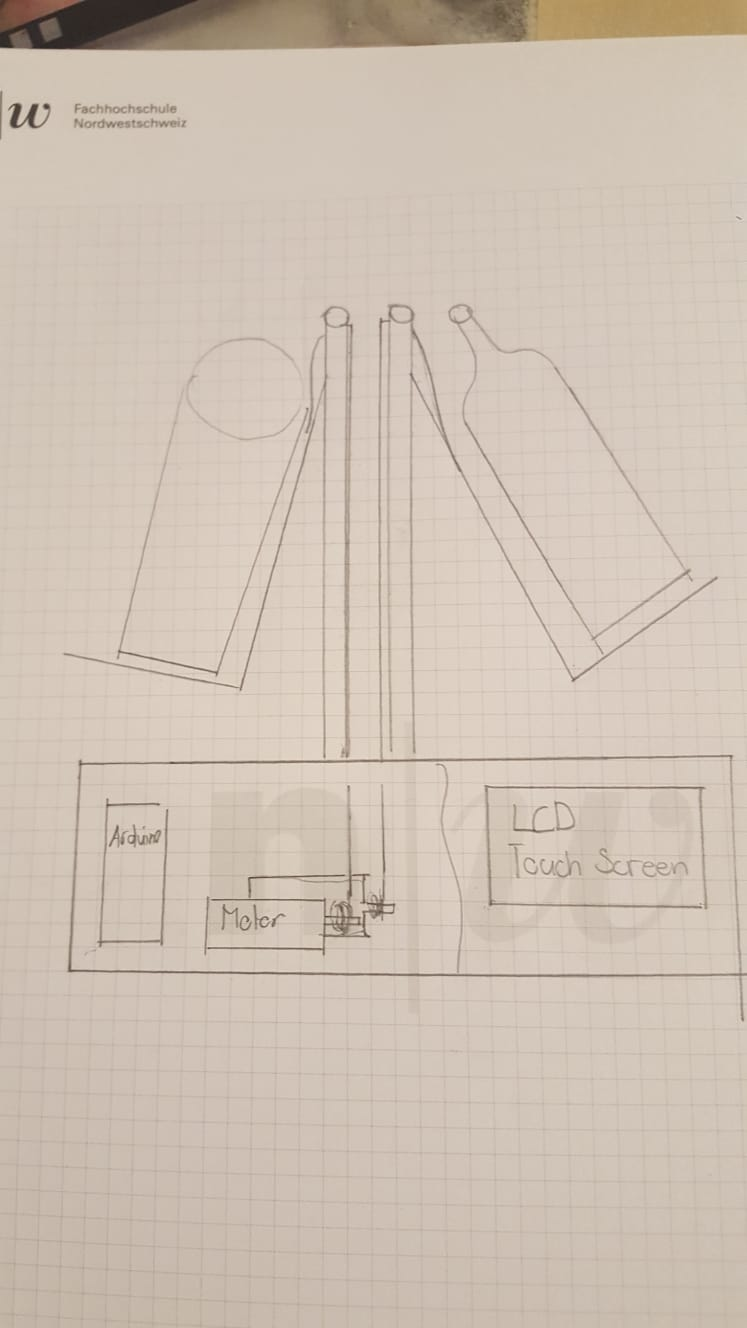 w Fachhochschule
Nordwestschweiz
Arduino
Motor
LCD
Touch Screen
n w